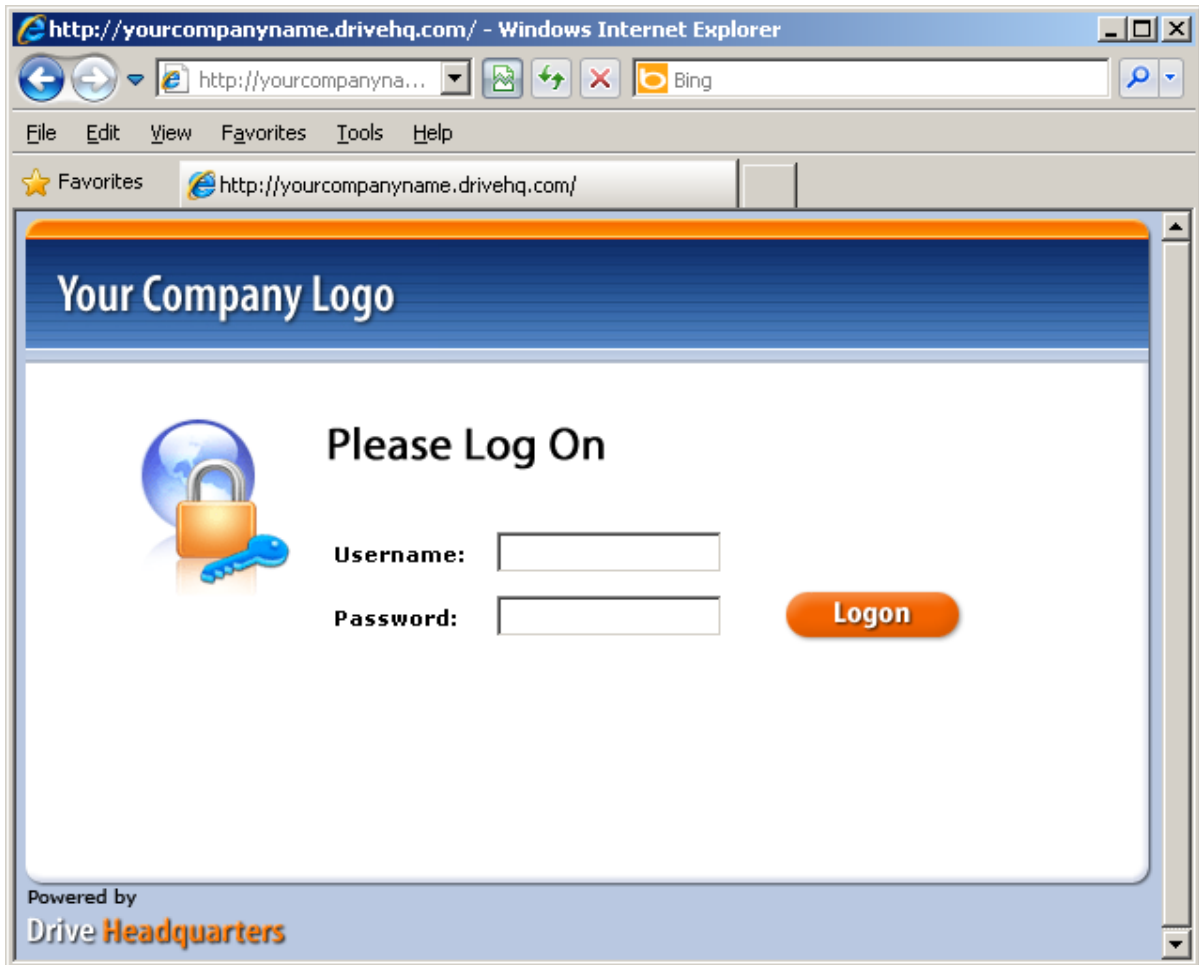 http://yourcompanyname.drivehq.com/ - Windows Internet Explorer
http://yourcompanyna... Bing
File Edit View Favorites Tools Help
Favorites http://yourcompanyname.drivehq.com/
Your Company Logo
Please Log On
Username:
Password:
Logon
Powered by
Drive Headquarters